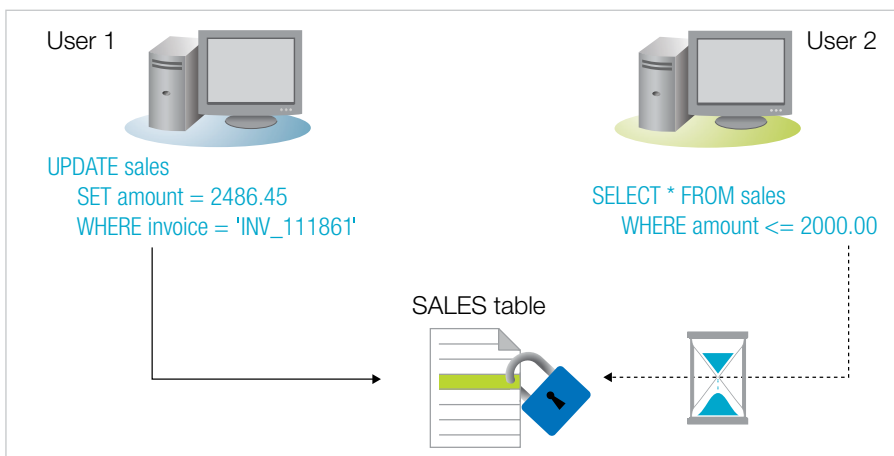 User 1
User 2
UPDATE sales
SET amount = 2486.45
WHERE invoice = 'INV_111861'
SELECT * FROM sales
WHERE amount <= 2000.00
SALES table